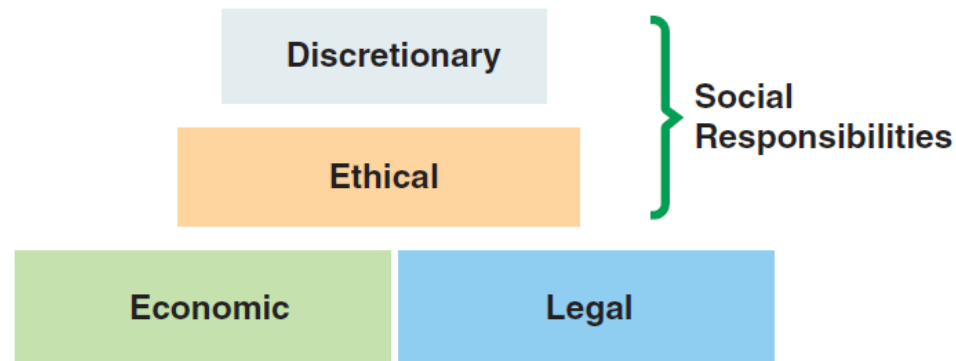 Discretionary
Social
Responsibilities
Ethical
Economic
Legal